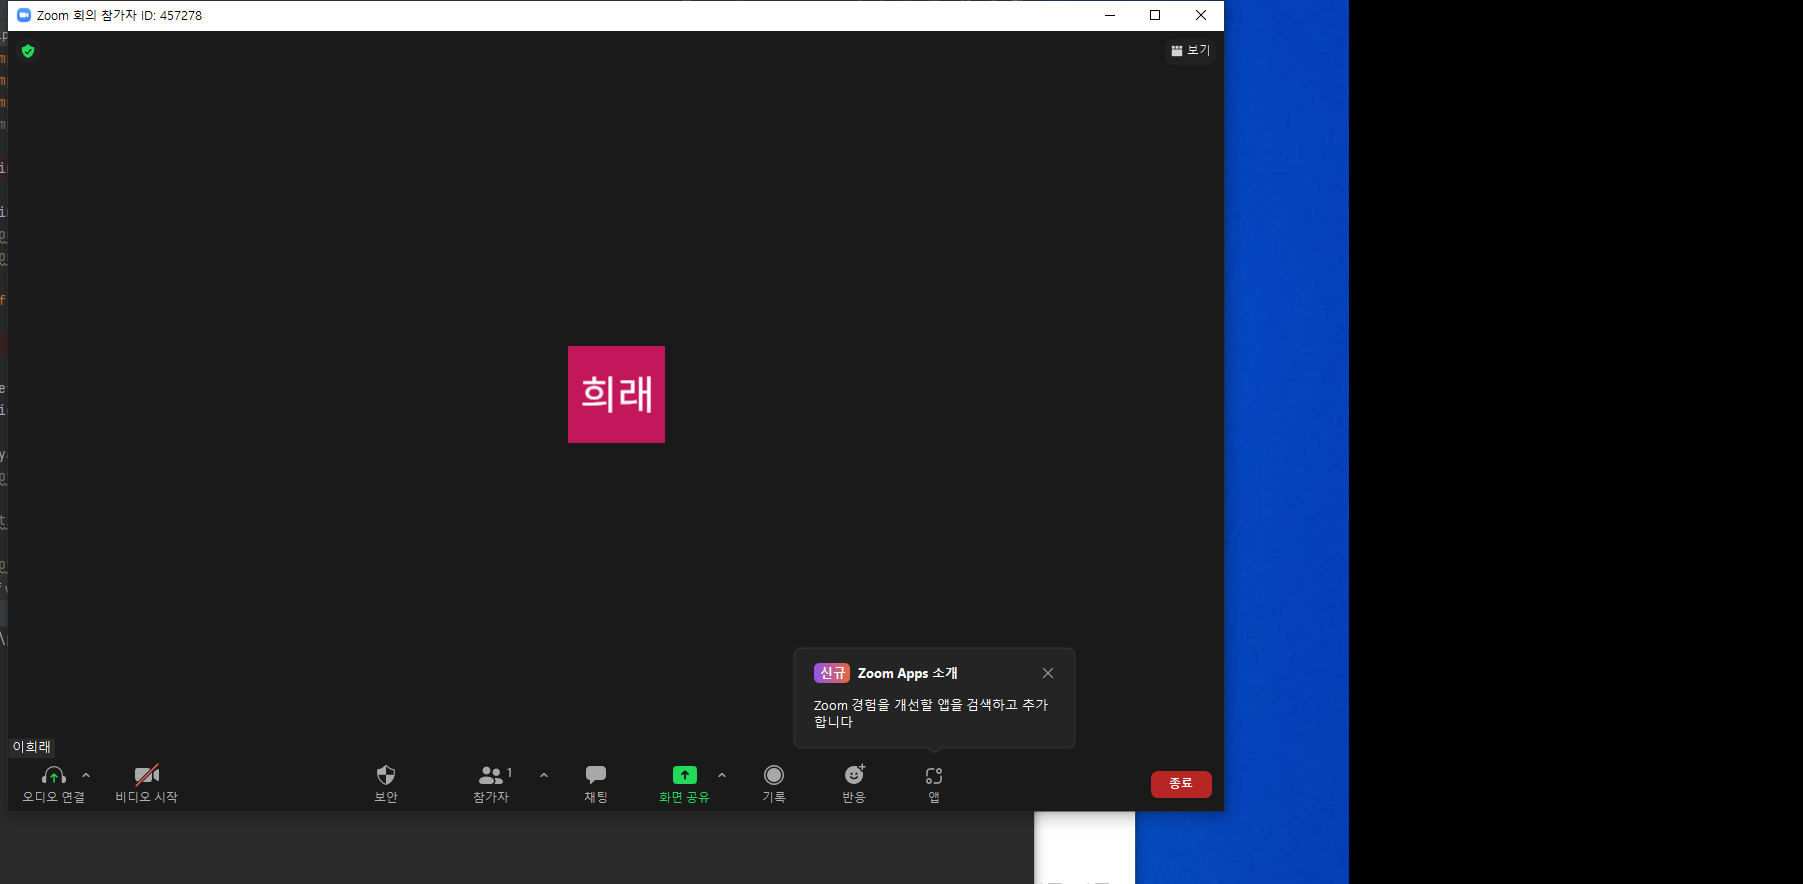 Zoom 회의 참가자 ID: 457278
보기
희래
신규 Zoom Apps 소개
Zoom 경험을 개선할 앱을 검색하고 추가
합니다
이희래
1
오디오 연결 비디오 시작 보안 참가자 채팅 화면 공유 기록 반응 앱 종료